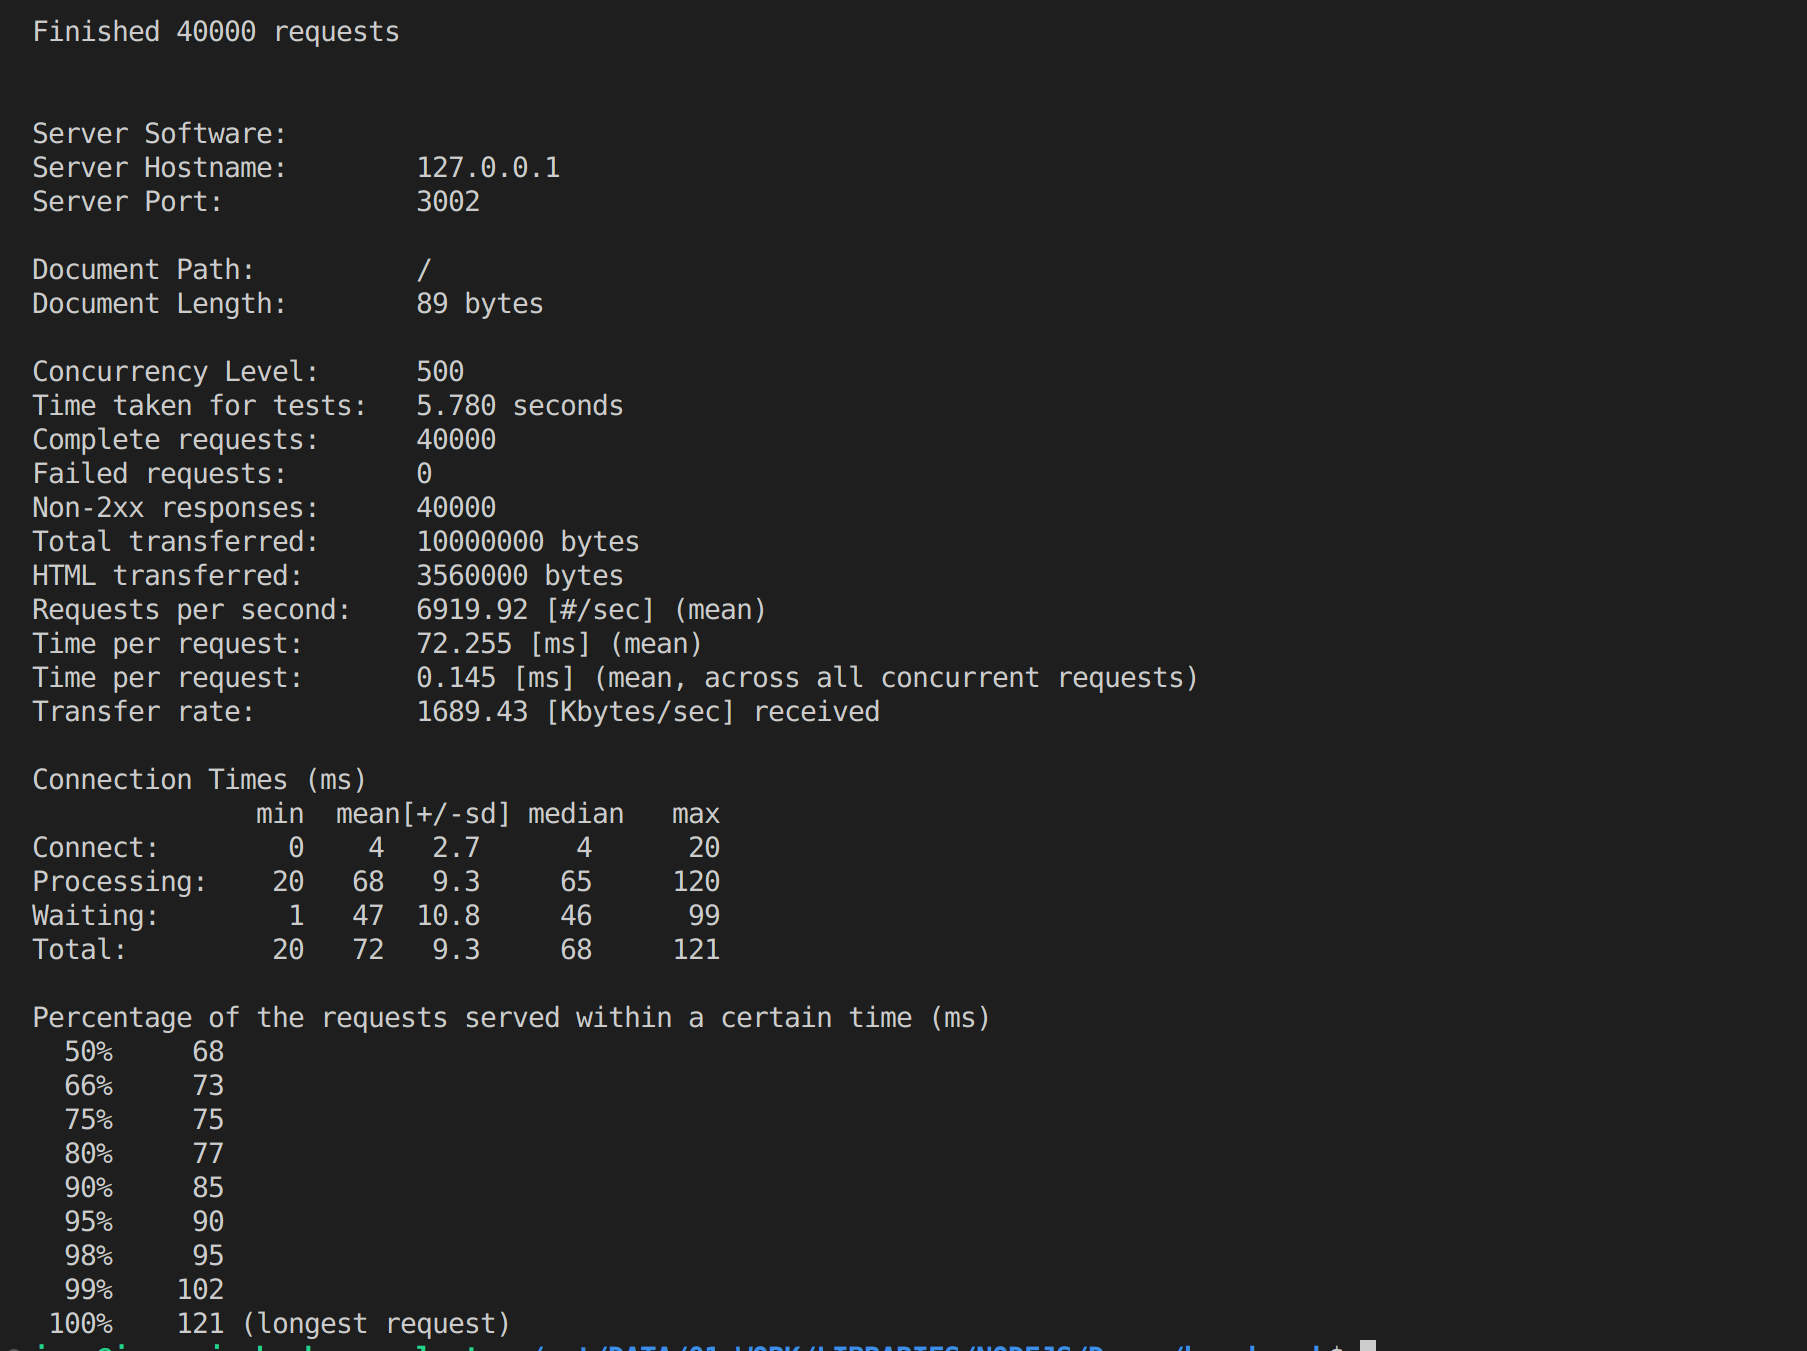 Finished 40000 requests
Server Software:
Server Hostname: 127.0.0.1
Server Port: 3002
Document Path: /
Document Length: 89 bytes
Concurrency Level: 500
Time taken for tests: 5.780 seconds
Complete requests: 40000
Failed requests: 0
Non-2xx responses: 40000
Total transferred: 10000000 bytes
HTML transferred: 3560000 bytes
Requests per second: 6919.92 [#/sec] (mean)
Time per request: 72.255 [ms] (mean)
Time per request: 0.145 [ms] (mean, across all concurrent requests)
Transfer rate: 1689.43 [Kbytes/sec] received
Connection Times (ms)
min mean[+/-sd] median max
Connect: 0 4 2.7 4 20
Processing: 20 68 9.3 65 120
Waiting: 1 47 10.8 46 99
Total: 20 72 9.3 68 121
Percentage of the requests served within a certain time (ms)
50% 68
66% 73
75% 75
80% 77
90% 85
95% 90
98% 95
99% 102
100% 121 (longest request)